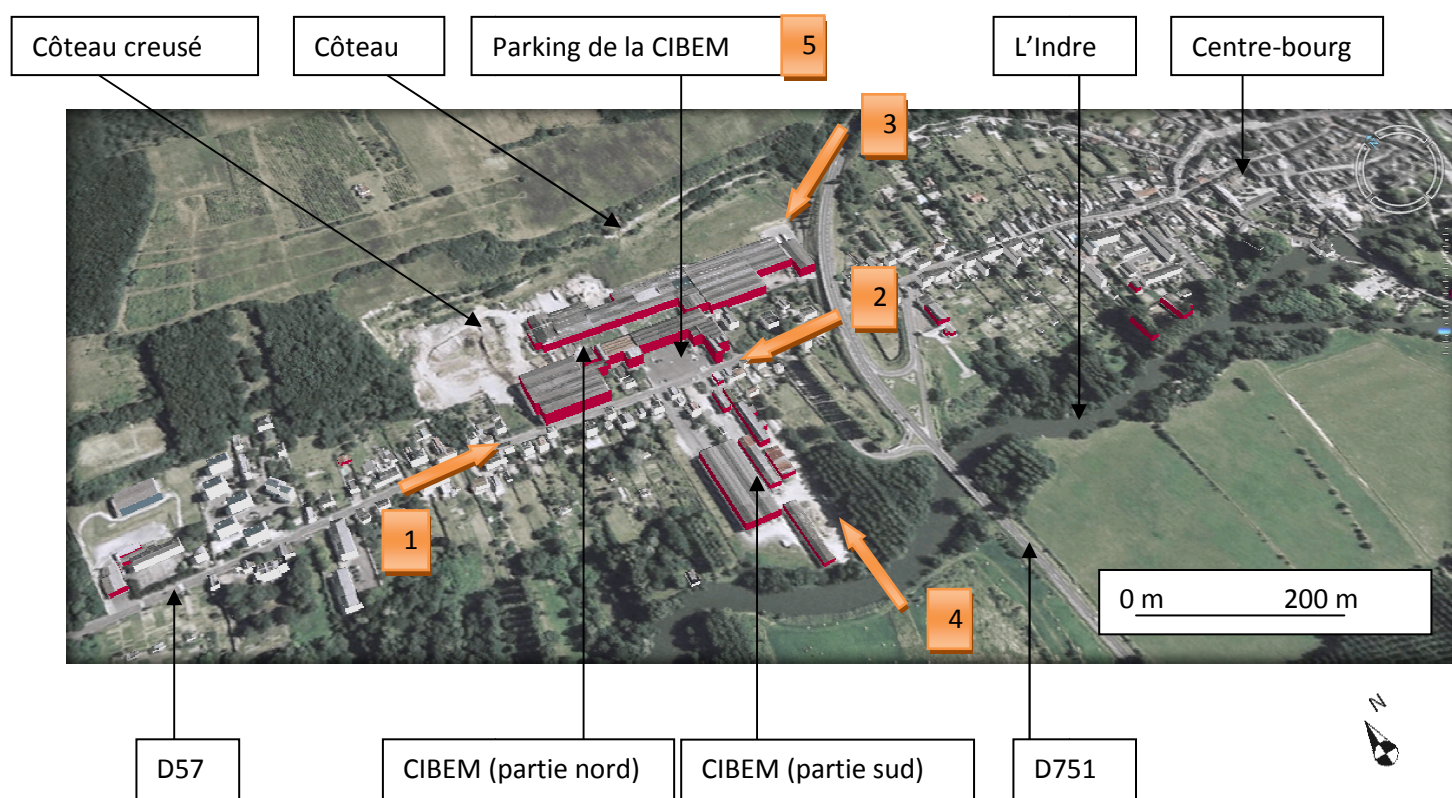 Côteau creusé
Côteau
Parking de la CIBEM
5
L'Indre
Centre-bourg
3
N
2
1
4
0 m 200 m
N
D57
CIBEM (partie nord)
CIBEM (partie sud)
D751